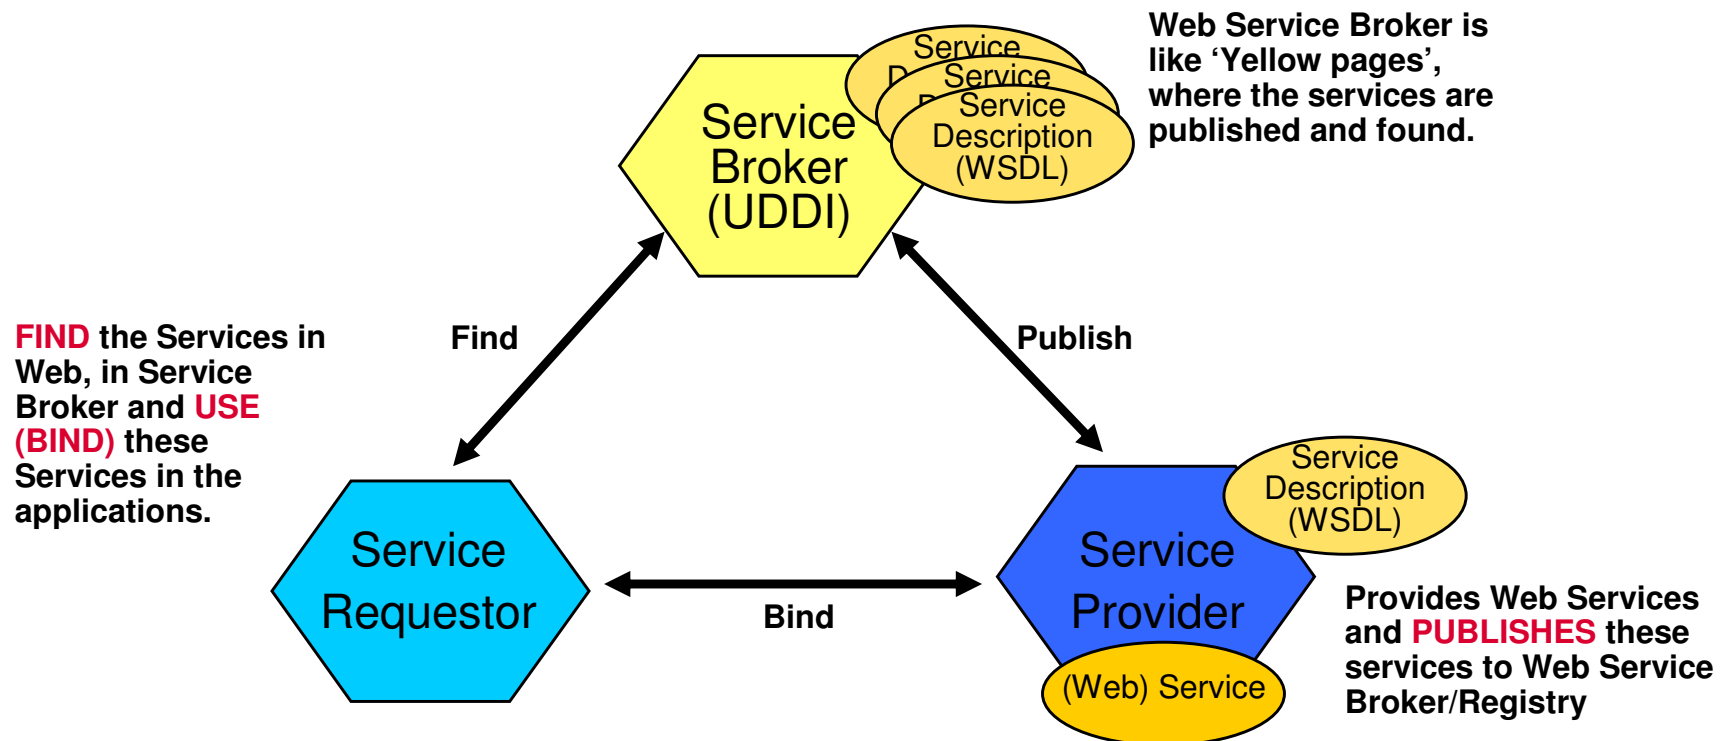 Web Service Broker is
like ‘Yellow pages’,
where the services are
published and found.
Service
D
Service
Service
Description
(WSDL)
Service
Broker
(UDDI)
Find
Publish
FIND the Services in
Web, in Service
Broker and USE
(BIND) these
Services in the
applications.
Service
Requestor
Bind
Service
Description
(WSDL)
Service
Provider
(Web) Service
Provides Web Services
and PUBLISHES these
services to Web Service
Broker/Registry